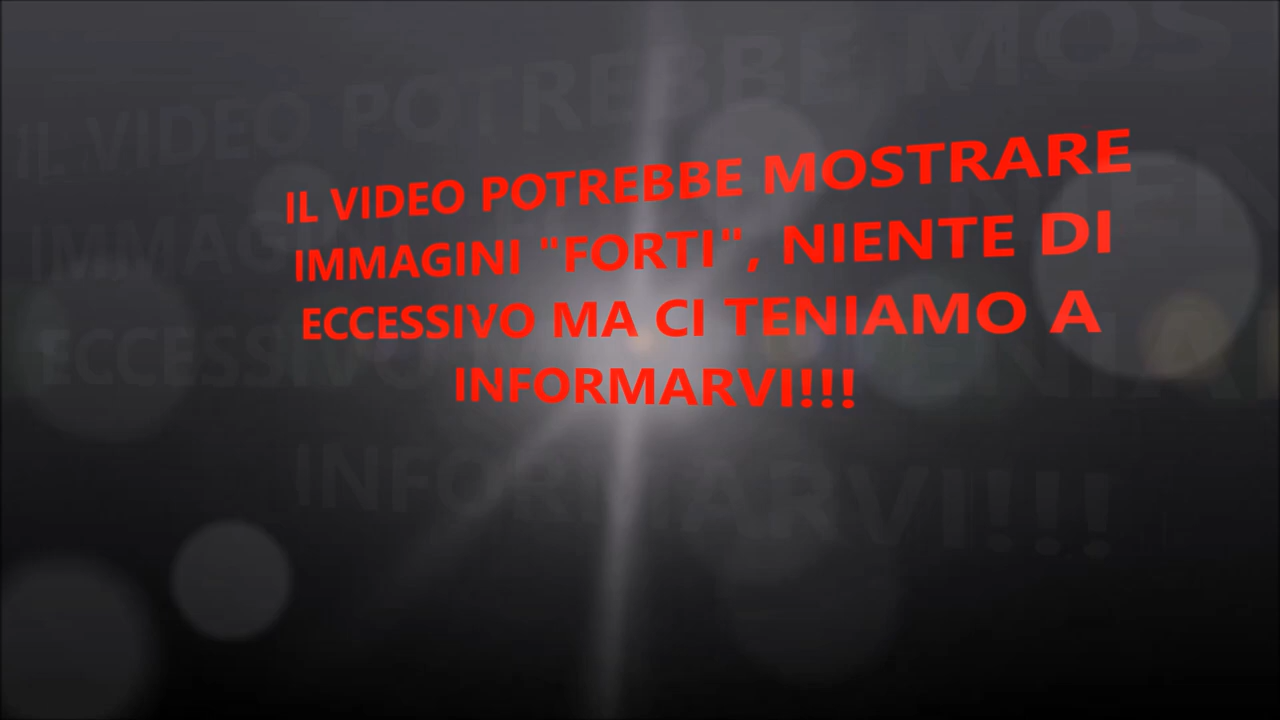 IL VIDEO POTREBBE MOSTRARE
IMMAGINI "FORTI", NIENTE DI
ECCESSIVO MA CI TENIAMO A
INFORMARVI!!!